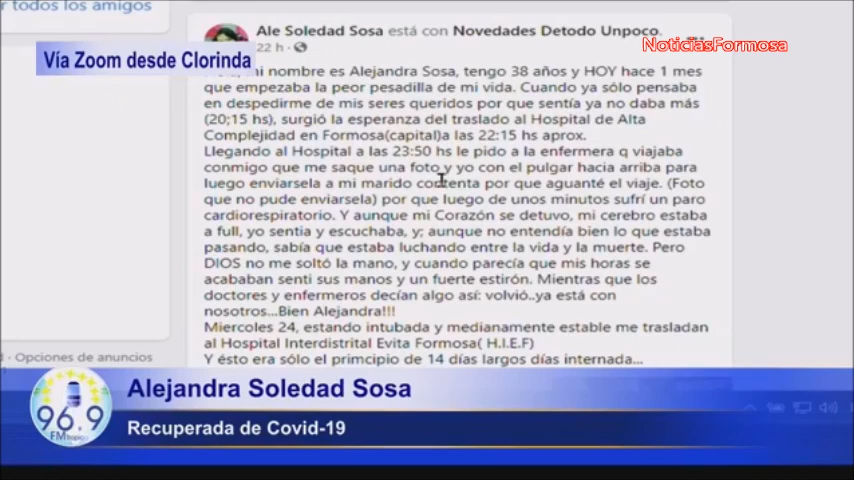 r todos los amigos
Ale Soledad Sosa está con Novedades Detodo Unpoco.
22 h
NoticiasFormosa
Vía Zoom desde Clorinda
mi nombre es Alejandra Sosa, tengo 38 años y HOY hace 1 mes
que empezaba la peor pesadilla de mi vida. Cuando ya sólo pensaba
en despedirme de mis seres queridos por que sentía ya no daba más
(20;15 hs), surgió la esperanza del traslado al Hospital de Alta
Complejidad en Formosa(capital)a las 22:15 hs aprox.
Llegando al Hospital a las 23:50 hs le pido a la enfermera q viajaba
conmigo que me saque una foto y yo con el pulgar hacia arriba para
luego enviarsela a mi marido contenta por que aguanté el viaje. (Foto
que no pude enviarsela) por que luego de unos minutos sufrí un paro
cardiorespiratorio. Y aunque mi Corazón se detuvo, mi cerebro estaba
a full, yo sentia y escuchaba, y; aunque no entendía bien lo que estaba
pasando, sabía que estaba luchando entre la vida y la muerte. Pero
DIOS no me soltó la mano, y cuando parecía que mis horas se
acababan senti sus manos y un fuerte estirón. Mientras que los
doctores y enfermeros decían algo así: volvió..ya está con
nosotros...Bien Alejandra!!!
Miercoles 24, estando intubada y medianamente estable me trasladan
al Hospital Interdistrital Evita Formosa( H.I.E.F)
Y ésto era sólo el principio de 14 días largos días internada...
d · Opciones de anuncios
Alejandra Soledad Sosa
96.9
FM
Recuperada de Covid-19